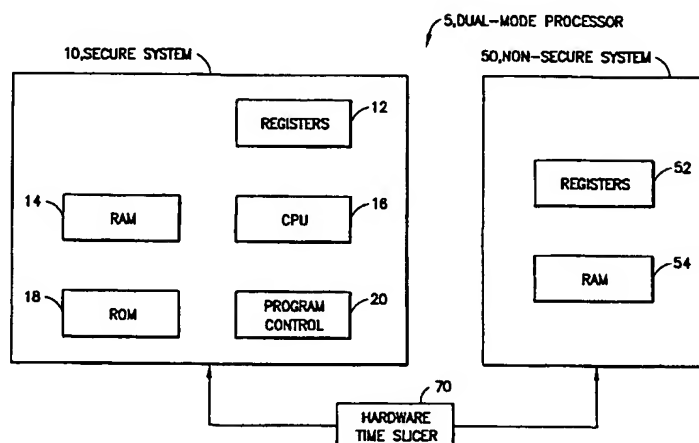 5,DUAL-MODE PROCESSOR
10,SECURE SYSTEM
50,NON-SECURE SYSTEM
REGISTERS
12
14
RAM
CPU
16
18
ROM
PROGRAM
CONTROL
20
REGISTERS
52
RAM
54
70
HARDWARE
TIME SLICER